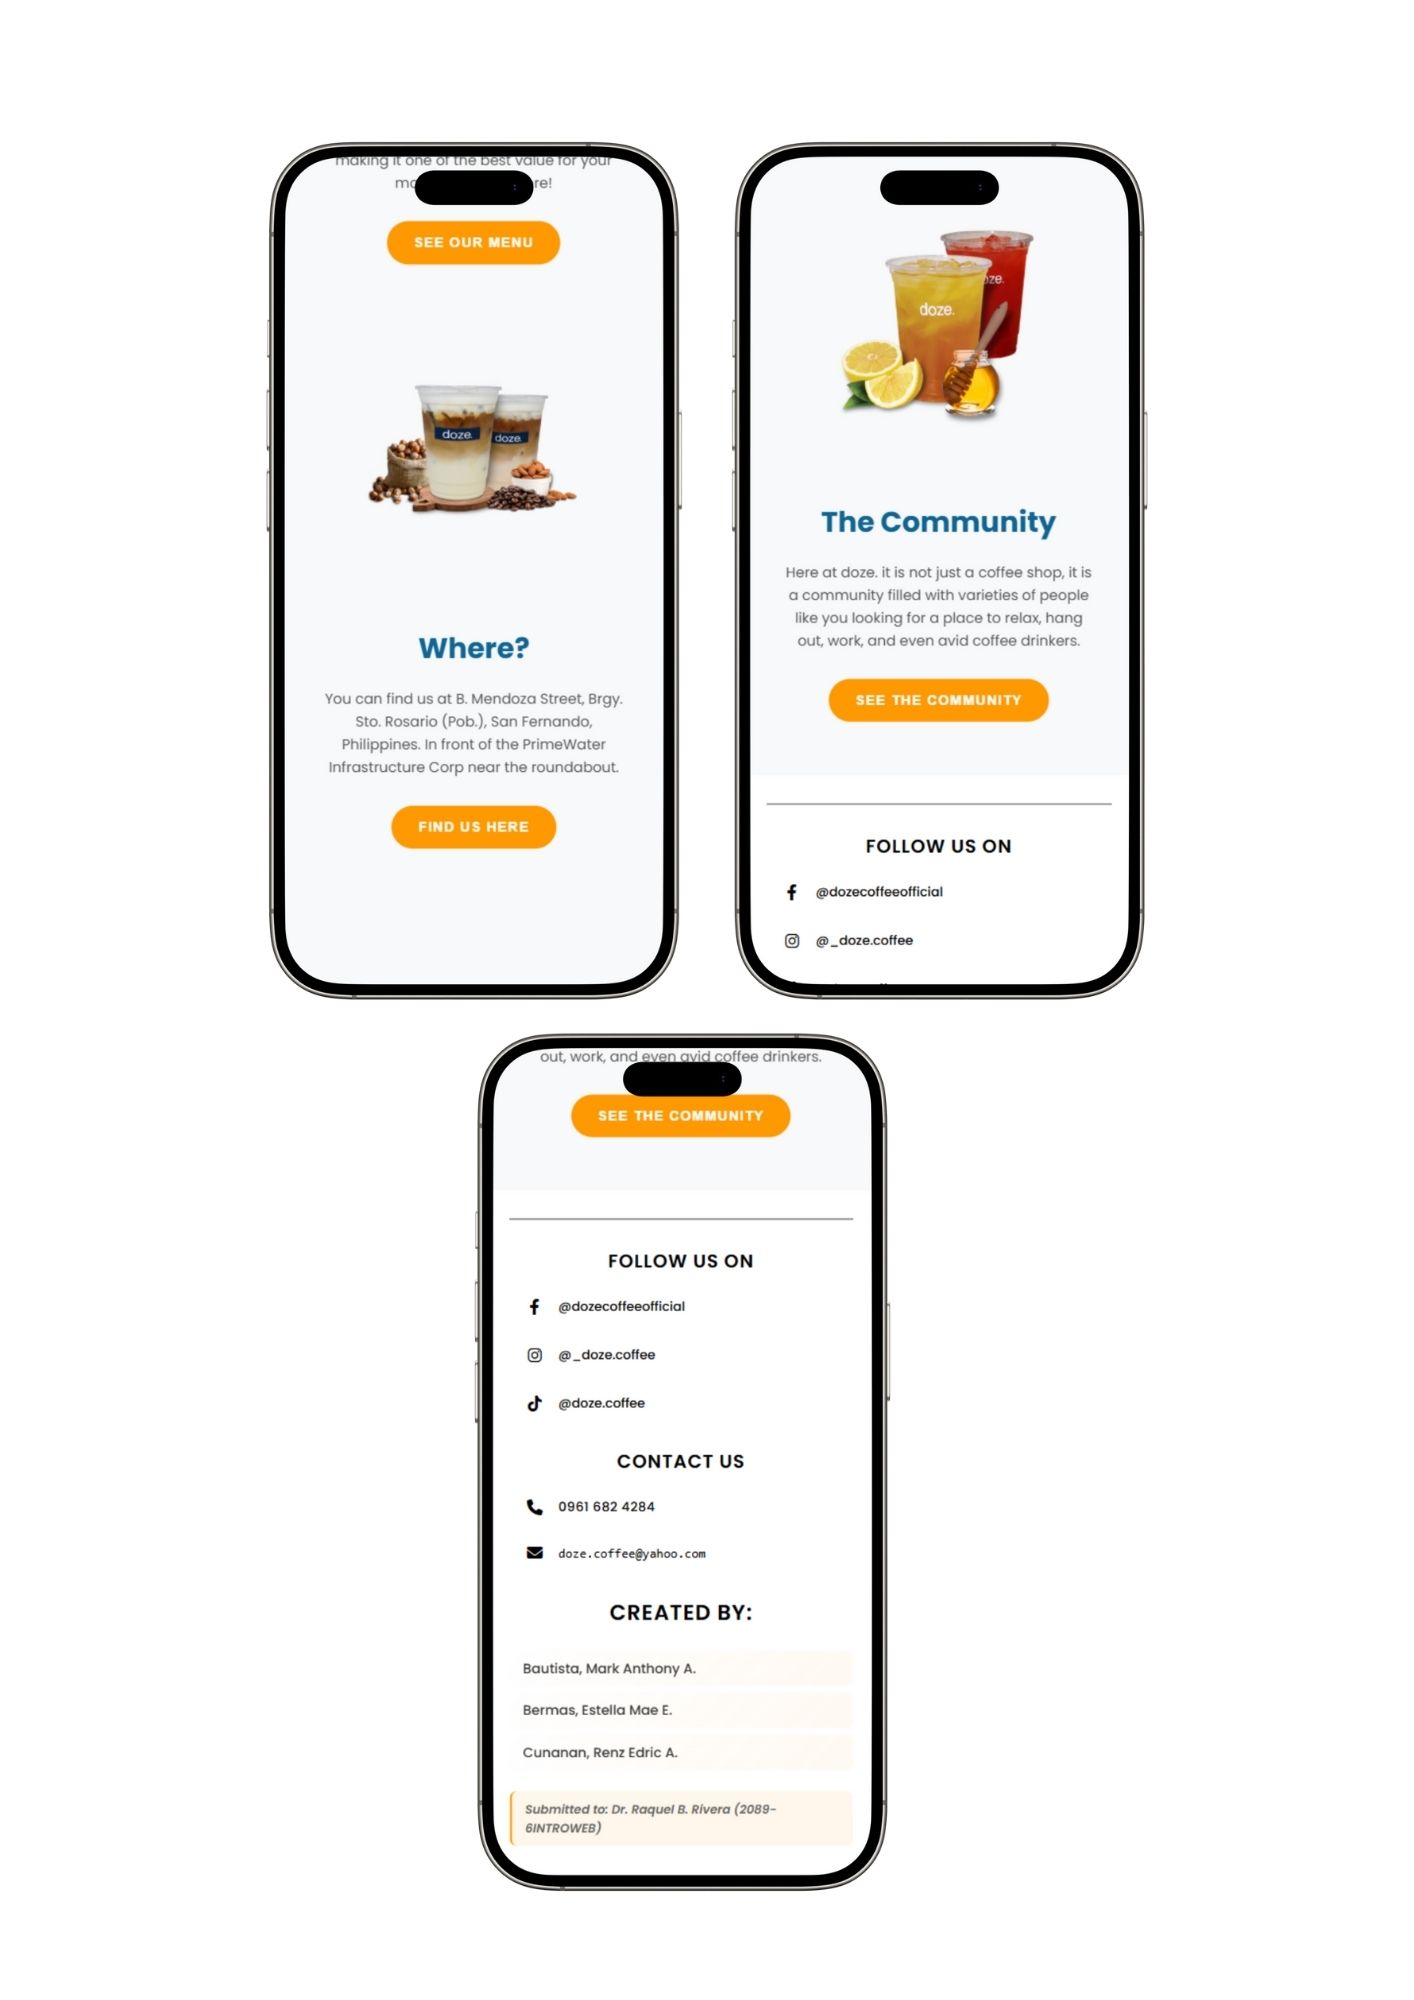 making it one of the best value for your
re!
SEE OUR MENU
doze.
doze.
Where?
You can find us at B. Mendoza Street, Brgy.
Sto. Rosario (Pob.), San Fernando,
Philippines. In front of the PrimeWater
Infrastructure Corp near the roundabout.
FIND US HERE
doze.
oze.
The Community
Here at doze. it is not just a coffee shop, it is
a community filled with varieties of people
like you looking for a place to relax, hang
out, work, and even avid coffee drinkers.
SEE THE COMMUNITY
FOLLOW US ON
@dozecoffeeofficial
@_doze.coffee
out, work, and even avid coffee drinkers.
SEE THE COMMUNITY
FOLLOW US ON
@dozecoffeeofficial
@_doze.coffee
@doze.coffee
CONTACT US
0961 682 4284
doze.coffee@yahoo.com
CREATED BY:
Bautista, Mark Anthony A.
Bermas, Estella Mae E.
Cunanan, Renz Edric A.
Submitted to: Dr. Raquel B. Rivera (2089-
6INTROWEB)